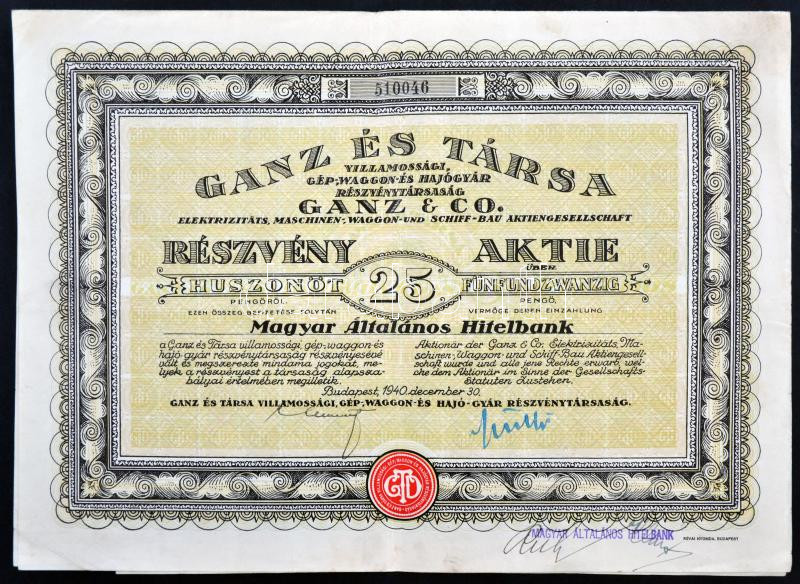 510046
GANZ ÉS TÁRSA
VILLAMOSSÁGI,
GÉP-, WAGGON- ÉS HAJÓGYÁR
RÉSZVÉNYTÁRSASÁG
GANZ & CO.
ELEKTRIZITÄTS, MASCHINEN-, WAGGON- UND SCHIFF-BAU AKTIENGESELLSCHAFT
RÉSZVÉNY AKTIE
ÜBER
HUSZONÖT 25 FÜNFUNDZWANZIG
PENGŐRŐL. PENGŐ,
EZEN ÖSSZEG BEFIZETÉSE FOLYTÁN VERMÖGE DEREN EINZAHLUNG
Magyar Általános Hitelbank
a Ganz és Társa villamossági, gép-, waggon- és
hajó-gyár részvénytársaság részvényesévé
vált és megszerezte mindama jogokat, me-
lyek a részvényest a társaság alapsza-
bályai értelmében megilletik.
Aktionär der Ganz & Co. Elektrizitäts, Ma-
schinen-, Waggon- und Schiff-Bau Aktiengesell-
schaft wurde und alle jene Rechte erwarb, wel-
che den Aktionär im Sinne der Gesellschafts-
Statuten zustehen.
Budapest, 1940. december 30.
GANZ ÉS TÁRSA VILLAMOSSÁGI, GÉP-, WAGGON- ÉS HAJÓ-GYÁR RÉSZVÉNYTÁRSASÁG.
MAGYAR ÁLTALÁNOS HITELBANK
RÉVAI NYOMDA, BUDAPEST